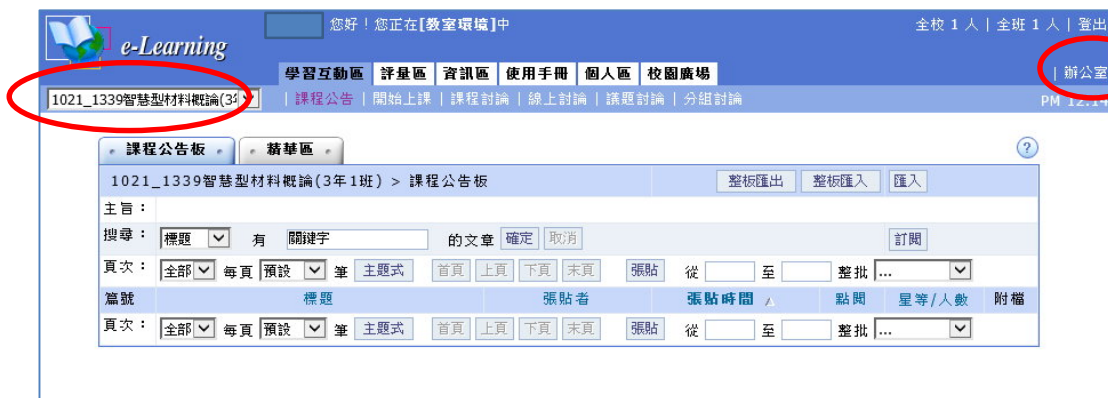 e-Learning
您好！您正在[教室環境]中
全校 1 人 | 全班 1 人 | 登出
學習互動區 評量區 資訊區 使用手冊 個人區 校園廣場
| 辦公室
1021_1339智慧型材料概論(3年
| 課程公告 | 開始上課 | 課程討論 | 線上討論 | 議題討論 | 分組討論
PM 12:14
課程公告板 精華區 ?
1021_1339智慧型材料概論(3年1班) > 課程公告板 整板匯出 整板匯入 匯入
主旨：
搜尋： 標題 有 關鍵字 的文章 確定 取消 訂閱
頁次： 全部 每頁 預設 筆 主題式 首頁 上頁 下頁 末頁 張貼 從 至 整批 ...
篇號 標題 張貼者 張貼時間 △ 點閱 星等/人數 附檔
頁次： 全部 每頁 預設 筆 主題式 首頁 上頁 下頁 末頁 張貼 從 至 整批 ...